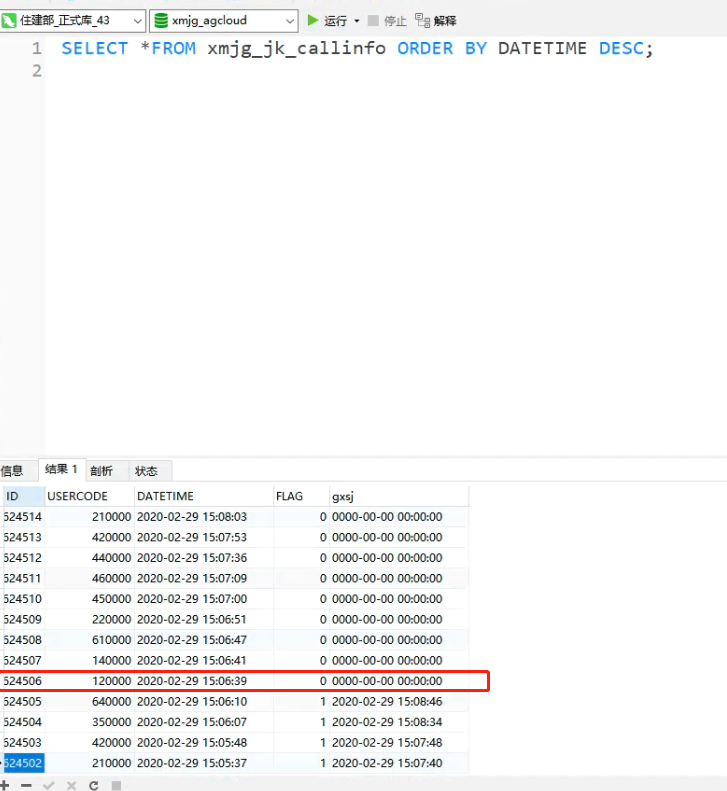 住建部_正式库_43 xmjg_agcloud 运行 停止 解释
1 SELECT *FROM xmjg_jk_callinfo ORDER BY DATETIME DESC;
2
信息 结果 1 剖析 状态
ID USERCODE DATETIME FLAG gxsj
524514 210000 2020-02-29 15:08:03 0 0000-00-00 00:00:00
524513 420000 2020-02-29 15:07:53 0 0000-00-00 00:00:00
524512 440000 2020-02-29 15:07:36 0 0000-00-00 00:00:00
524511 460000 2020-02-29 15:07:09 0 0000-00-00 00:00:00
524510 450000 2020-02-29 15:07:00 0 0000-00-00 00:00:00
524509 220000 2020-02-29 15:06:51 0 0000-00-00 00:00:00
524508 610000 2020-02-29 15:06:47 0 0000-00-00 00:00:00
524507 140000 2020-02-29 15:06:41 0 0000-00-00 00:00:00
524506 120000 2020-02-29 15:06:39 0 0000-00-00 00:00:00
524505 640000 2020-02-29 15:06:10 1 2020-02-29 15:08:46
524504 350000 2020-02-29 15:06:07 1 2020-02-29 15:08:34
524503 420000 2020-02-29 15:05:48 1 2020-02-29 15:07:48
524502 210000 2020-02-29 15:05:37 1 2020-02-29 15:07:40